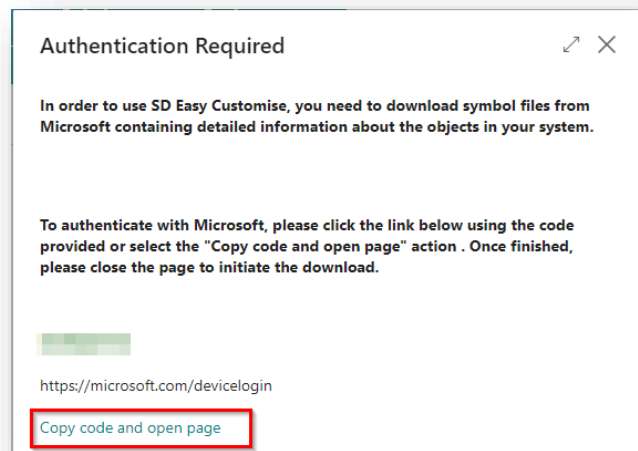 Authentication Required
In order to use SD Easy Customise, you need to download symbol files from
Microsoft containing detailed information about the objects in your system.
To authenticate with Microsoft, please click the link below using the code
provided or select the "Copy code and open page" action . Once finished,
please close the page to initiate the download.
https://microsoft.com/devicelogin
Copy code and open page